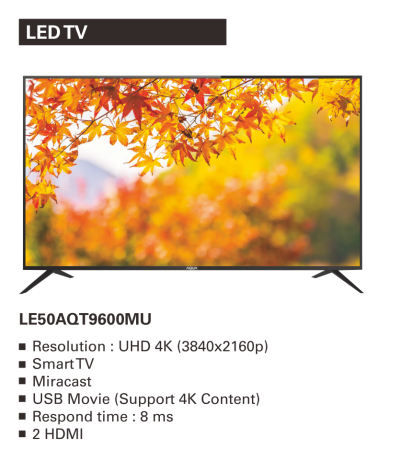 LED TV
AQUA
LE50AQT9600MU
■ Resolution : UHD 4K (3840x2160p)
■ Smart TV
■ Miracast
■ USB Movie (Support 4K Content)
■ Respond time : 8 ms
■ 2 HDMI